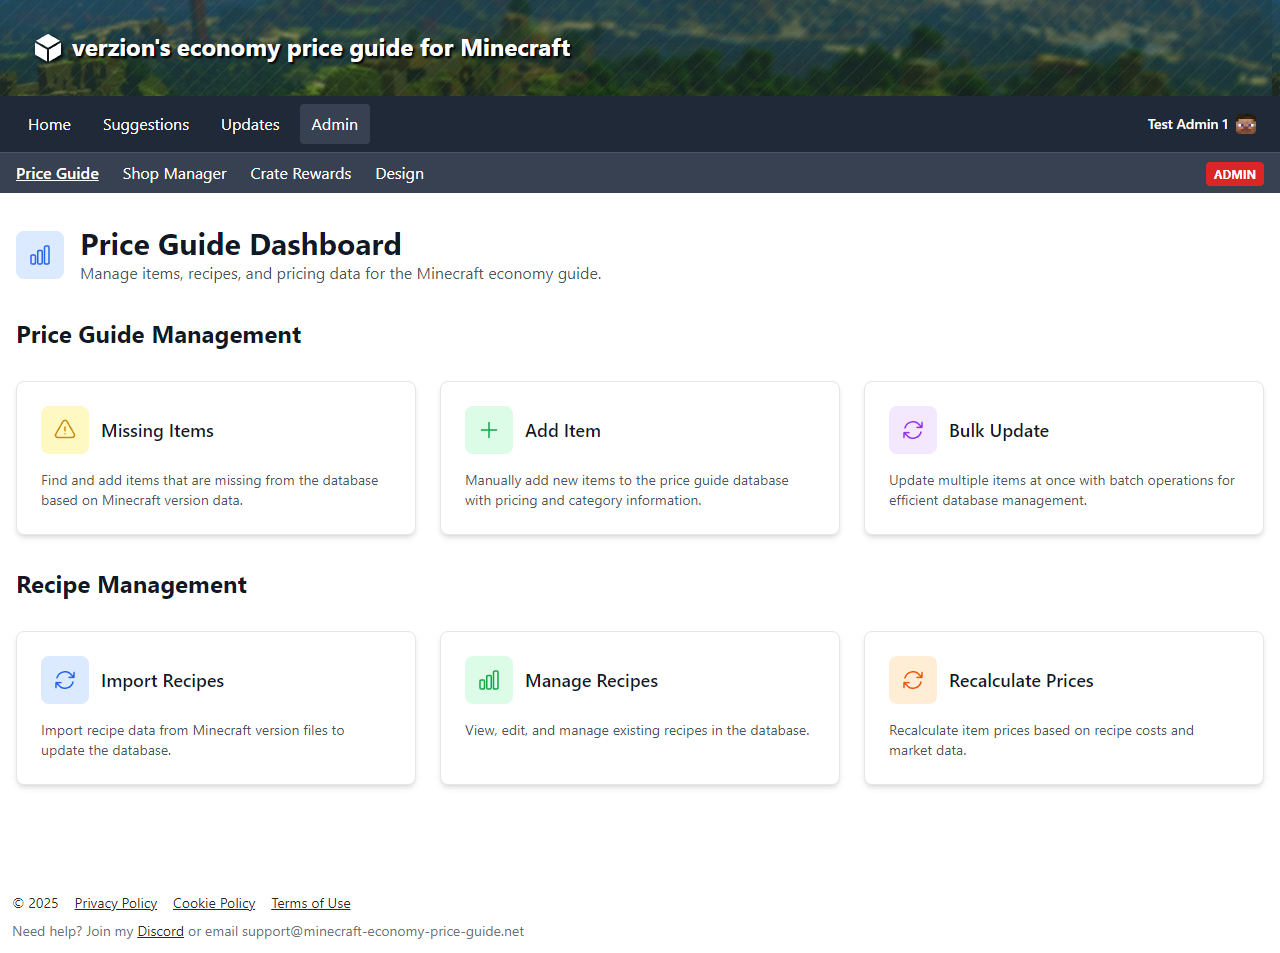 verzion's economy price guide for Minecraft
Home Suggestions Updates Admin Test Admin 1
Price Guide Shop Manager Crate Rewards Design ADMIN
Price Guide Dashboard
Manage items, recipes, and pricing data for the Minecraft economy guide.
Price Guide Management
Missing Items
Find and add items that are missing from the database
based on Minecraft version data.
Add Item
Manually add new items to the price guide database
with pricing and category information.
Bulk Update
Update multiple items at once with batch operations for
efficient database management.
Recipe Management
Import Recipes
Import recipe data from Minecraft version files to
update the database.
Manage Recipes
View, edit, and manage existing recipes in the database.
Recalculate Prices
Recalculate item prices based on recipe costs and
market data.
© 2025 Privacy Policy Cookie Policy Terms of Use
Need help? Join my Discord or email support@minecraft-economy-price-guide.net